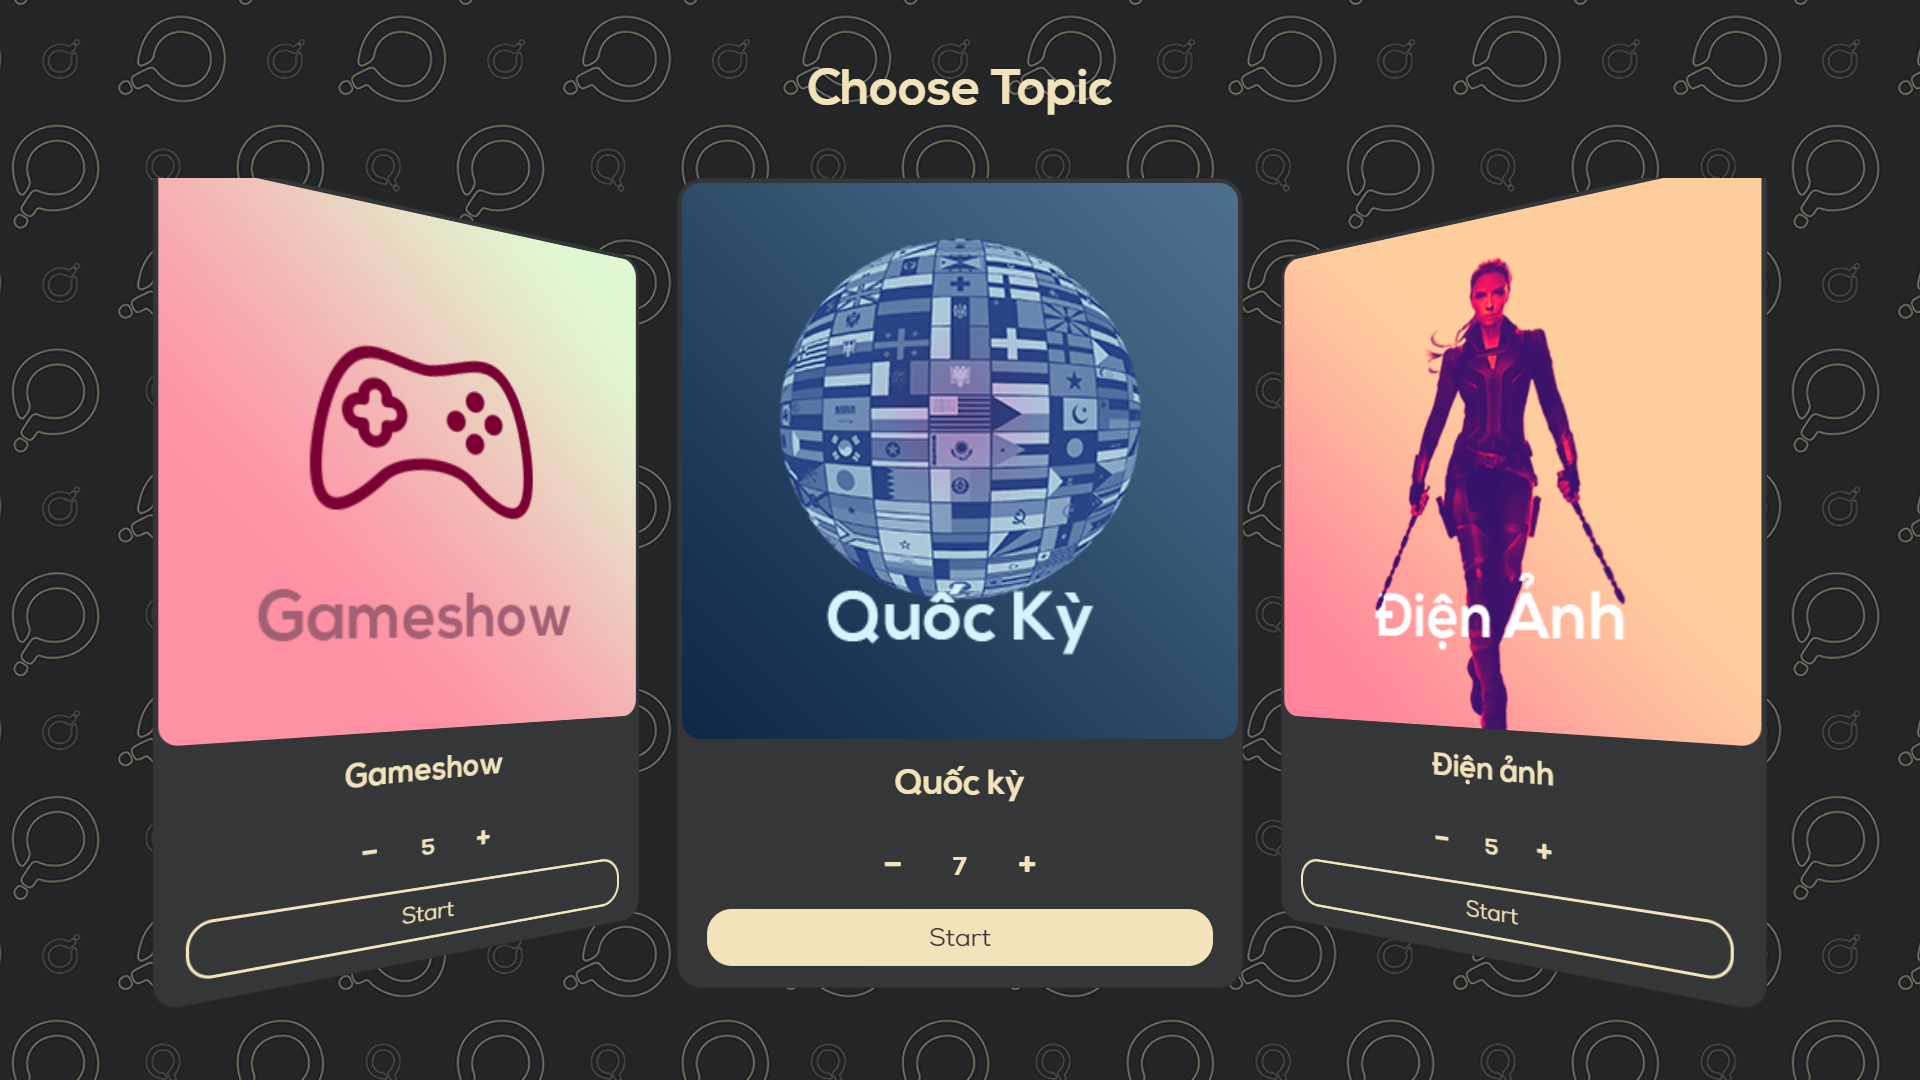 Choose Topic
Gameshow
Gameshow
- 5 +
Start
Quốc Kỳ
Quốc kỳ
- 7 +
Start
Điện Ảnh
Điện ảnh
- 5 +
Start